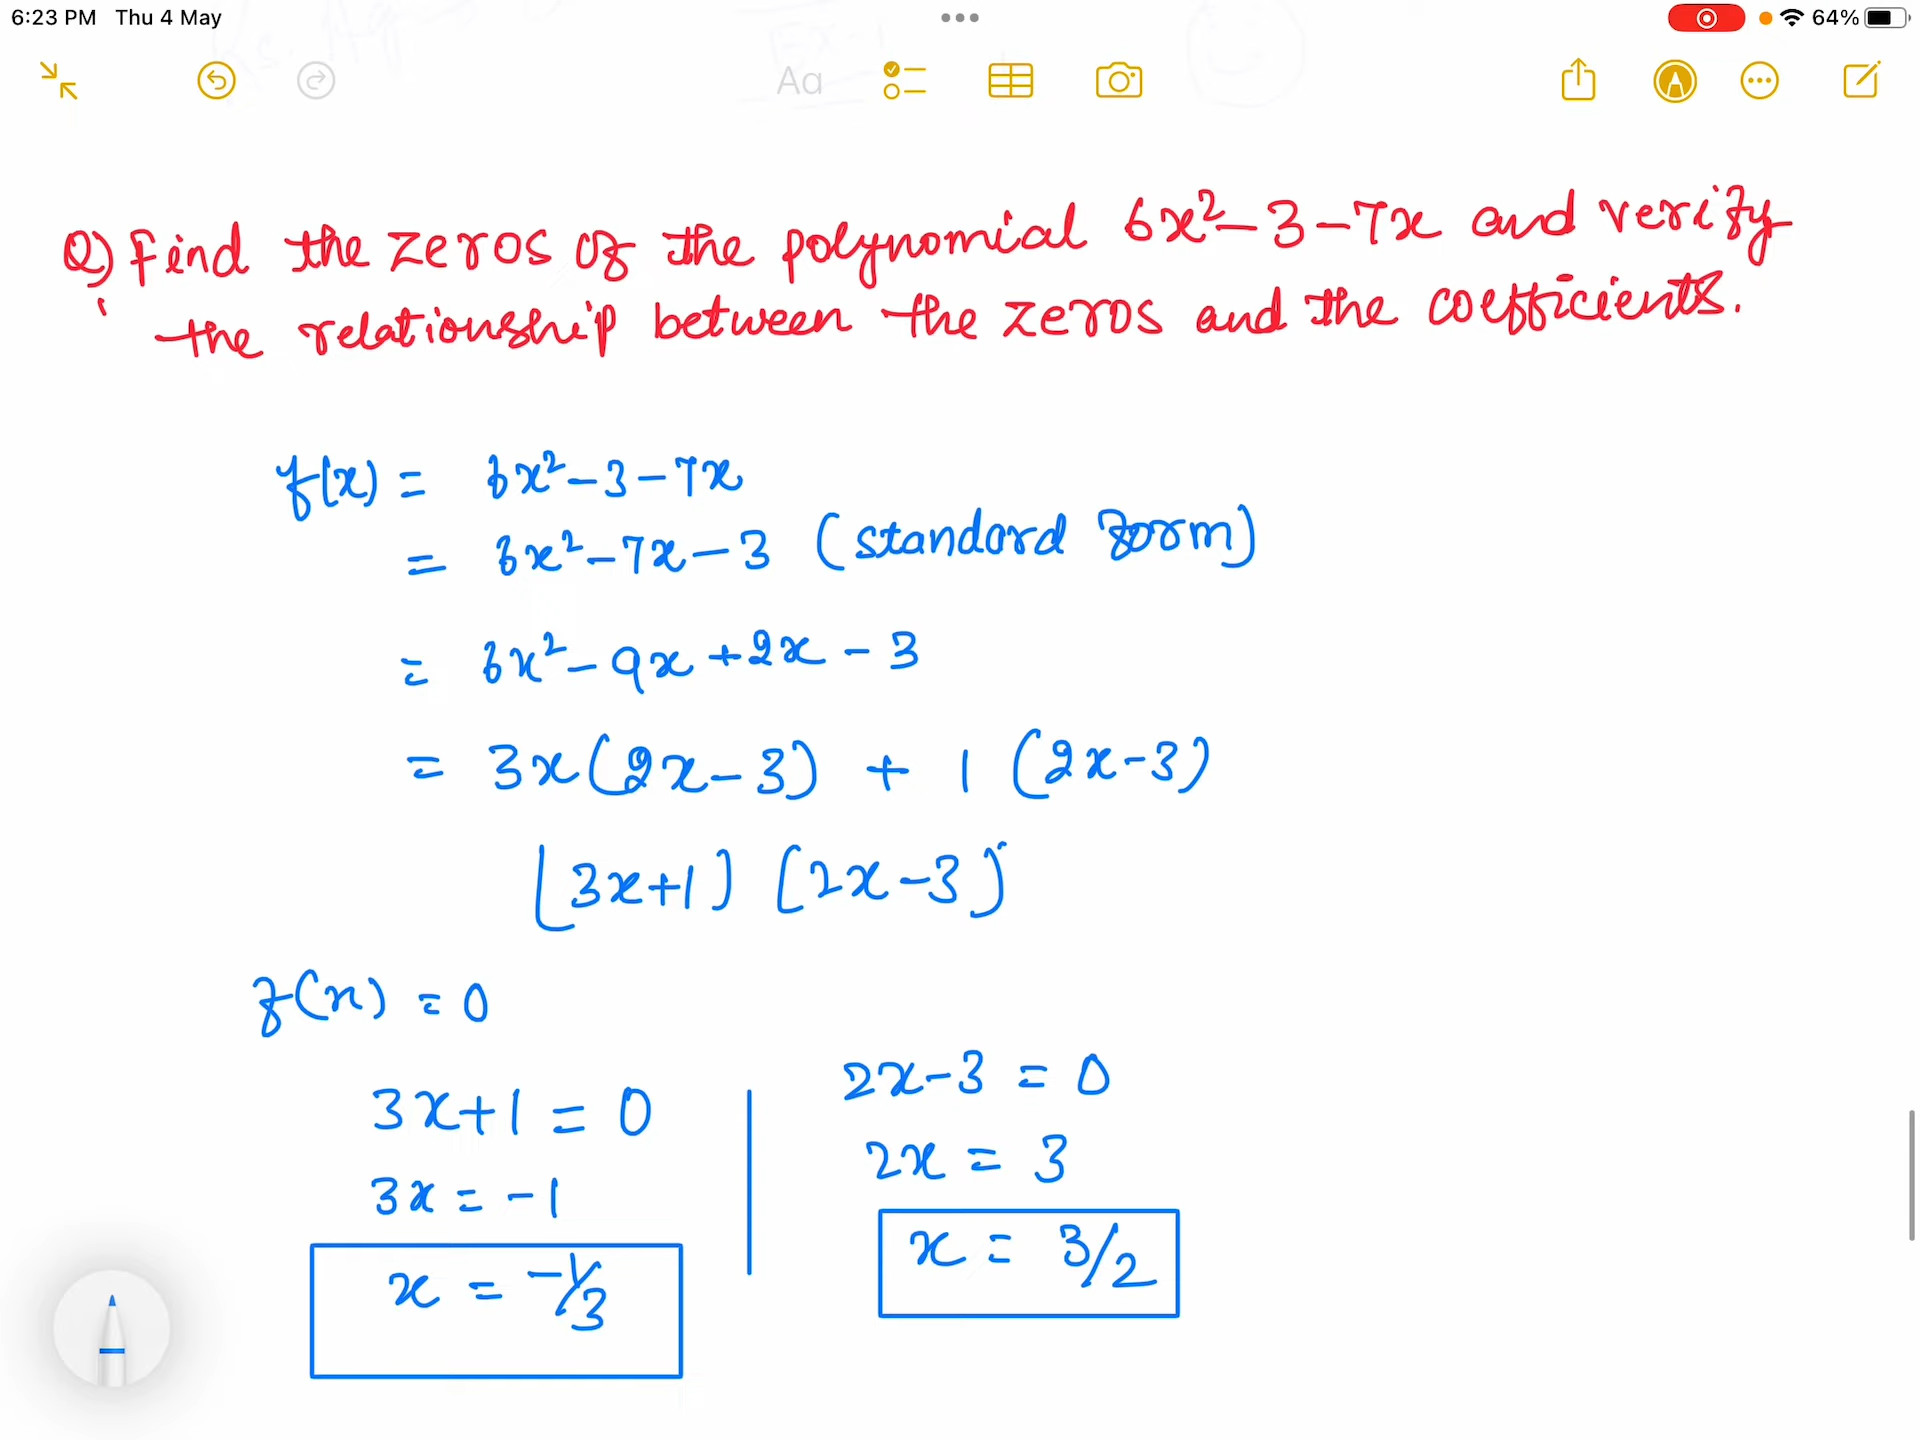 6:23 PM Thu 4 May
64%
Aa
Q) Find the zeros of the polynomial 6x²-3-7x and verify
the relationship between the zeros and the coefficients.
f(x) = 6x²-3-7x
= 6x²-7x-3 (standard form)
= 6x²-9x+2x-3
= 3x(2x-3) + 1 (2x-3)
(3x+1) (2x-3)
f(x) = 0
3x+1 = 0
3x = -1
x = -1/3
2x-3 = 0
2x = 3
x = 3/2